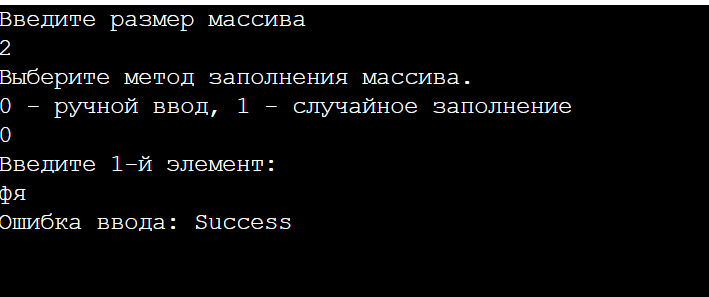 Введите размер массива
2
Выберите метод заполнения массива.
0 - ручной ввод, 1 - случайное заполнение
0
Введите 1-й элемент:
фя
Ошибка ввода: Success